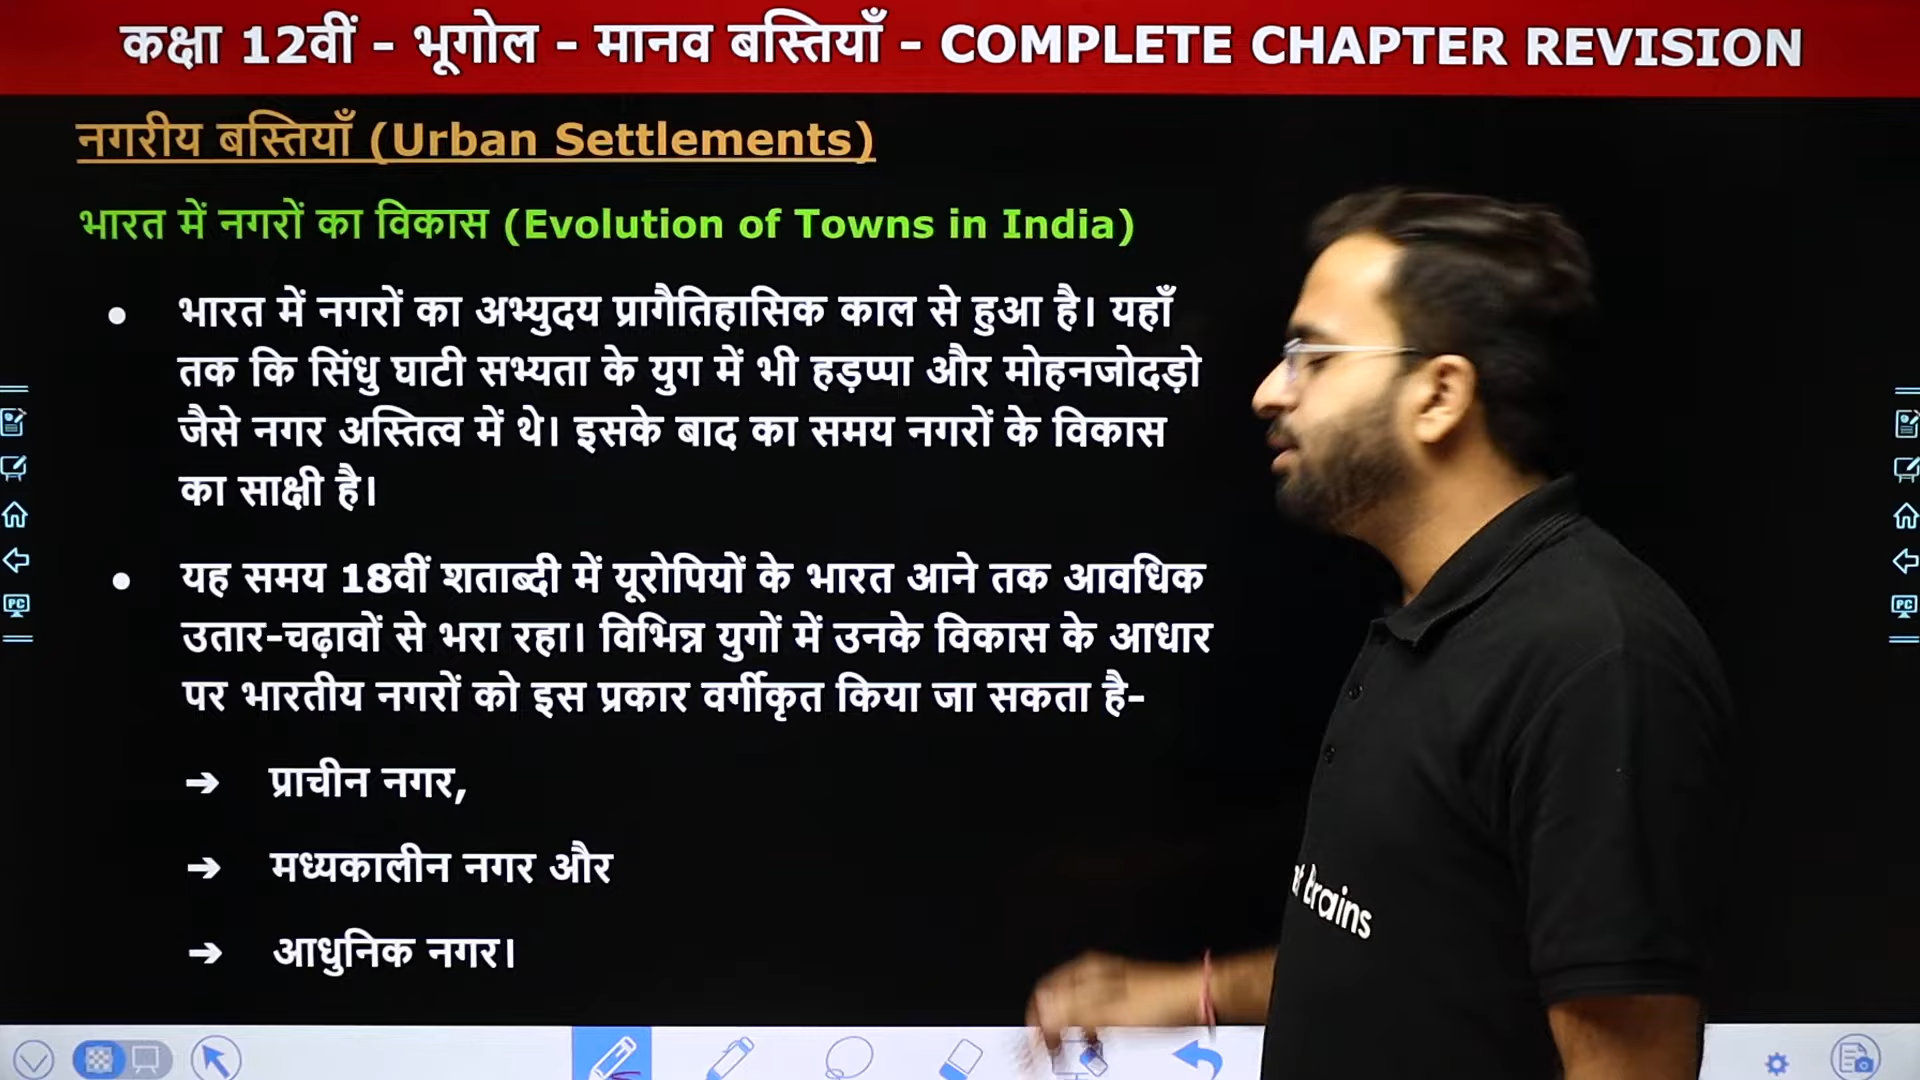 कक्षा 12वीं - भूगोल - मानव बस्तियाँ - COMPLETE CHAPTER REVISION
नगरीय बस्तियाँ (Urban Settlements)
भारत में नगरों का विकास (Evolution of Towns in India)
• भारत में नगरों का अभ्युदय प्रागैतिहासिक काल से हुआ है। यहाँ
तक कि सिंधु घाटी सभ्यता के युग में भी हड़प्पा और मोहनजोदड़ो
जैसे नगर अस्तित्व में थे। इसके बाद का समय नगरों के विकास
का साक्षी है।
• यह समय 18वीं शताब्दी में यूरोपियों के भारत आने तक आवधिक
उतार-चढ़ावों से भरा रहा। विभिन्न युगों में उनके विकास के आधार
पर भारतीय नगरों को इस प्रकार वर्गीकृत किया जा सकता है-
➔ प्राचीन नगर,
➔ मध्यकालीन नगर और
➔ आधुनिक नगर।
Brains
PC
PC